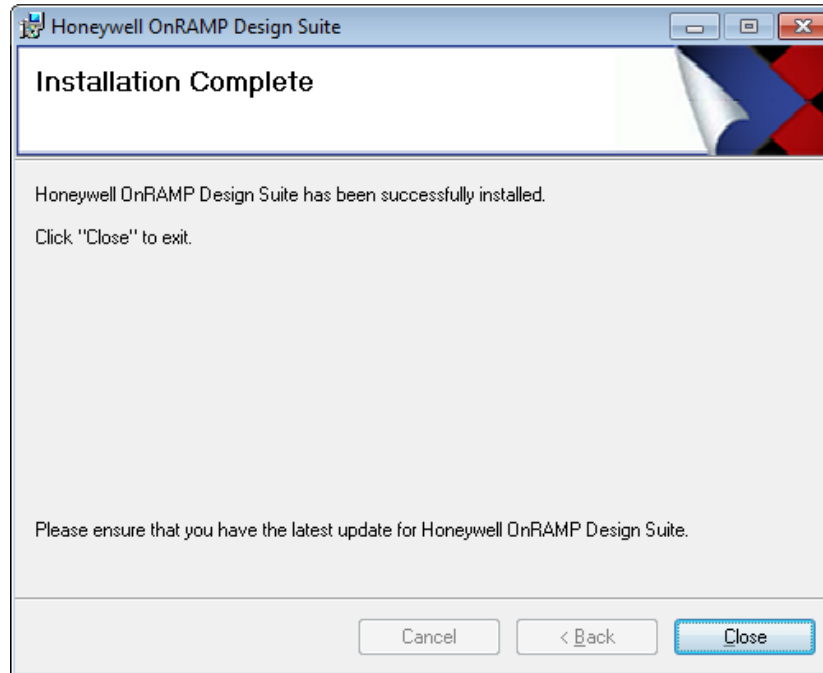 Honeywell OnRAMP Design Suite
Installation Complete
Honeywell OnRAMP Design Suite has been successfully installed.
Click "Close" to exit.
Please ensure that you have the latest update for Honeywell OnRAMP Design Suite.
Cancel
< Back
Close